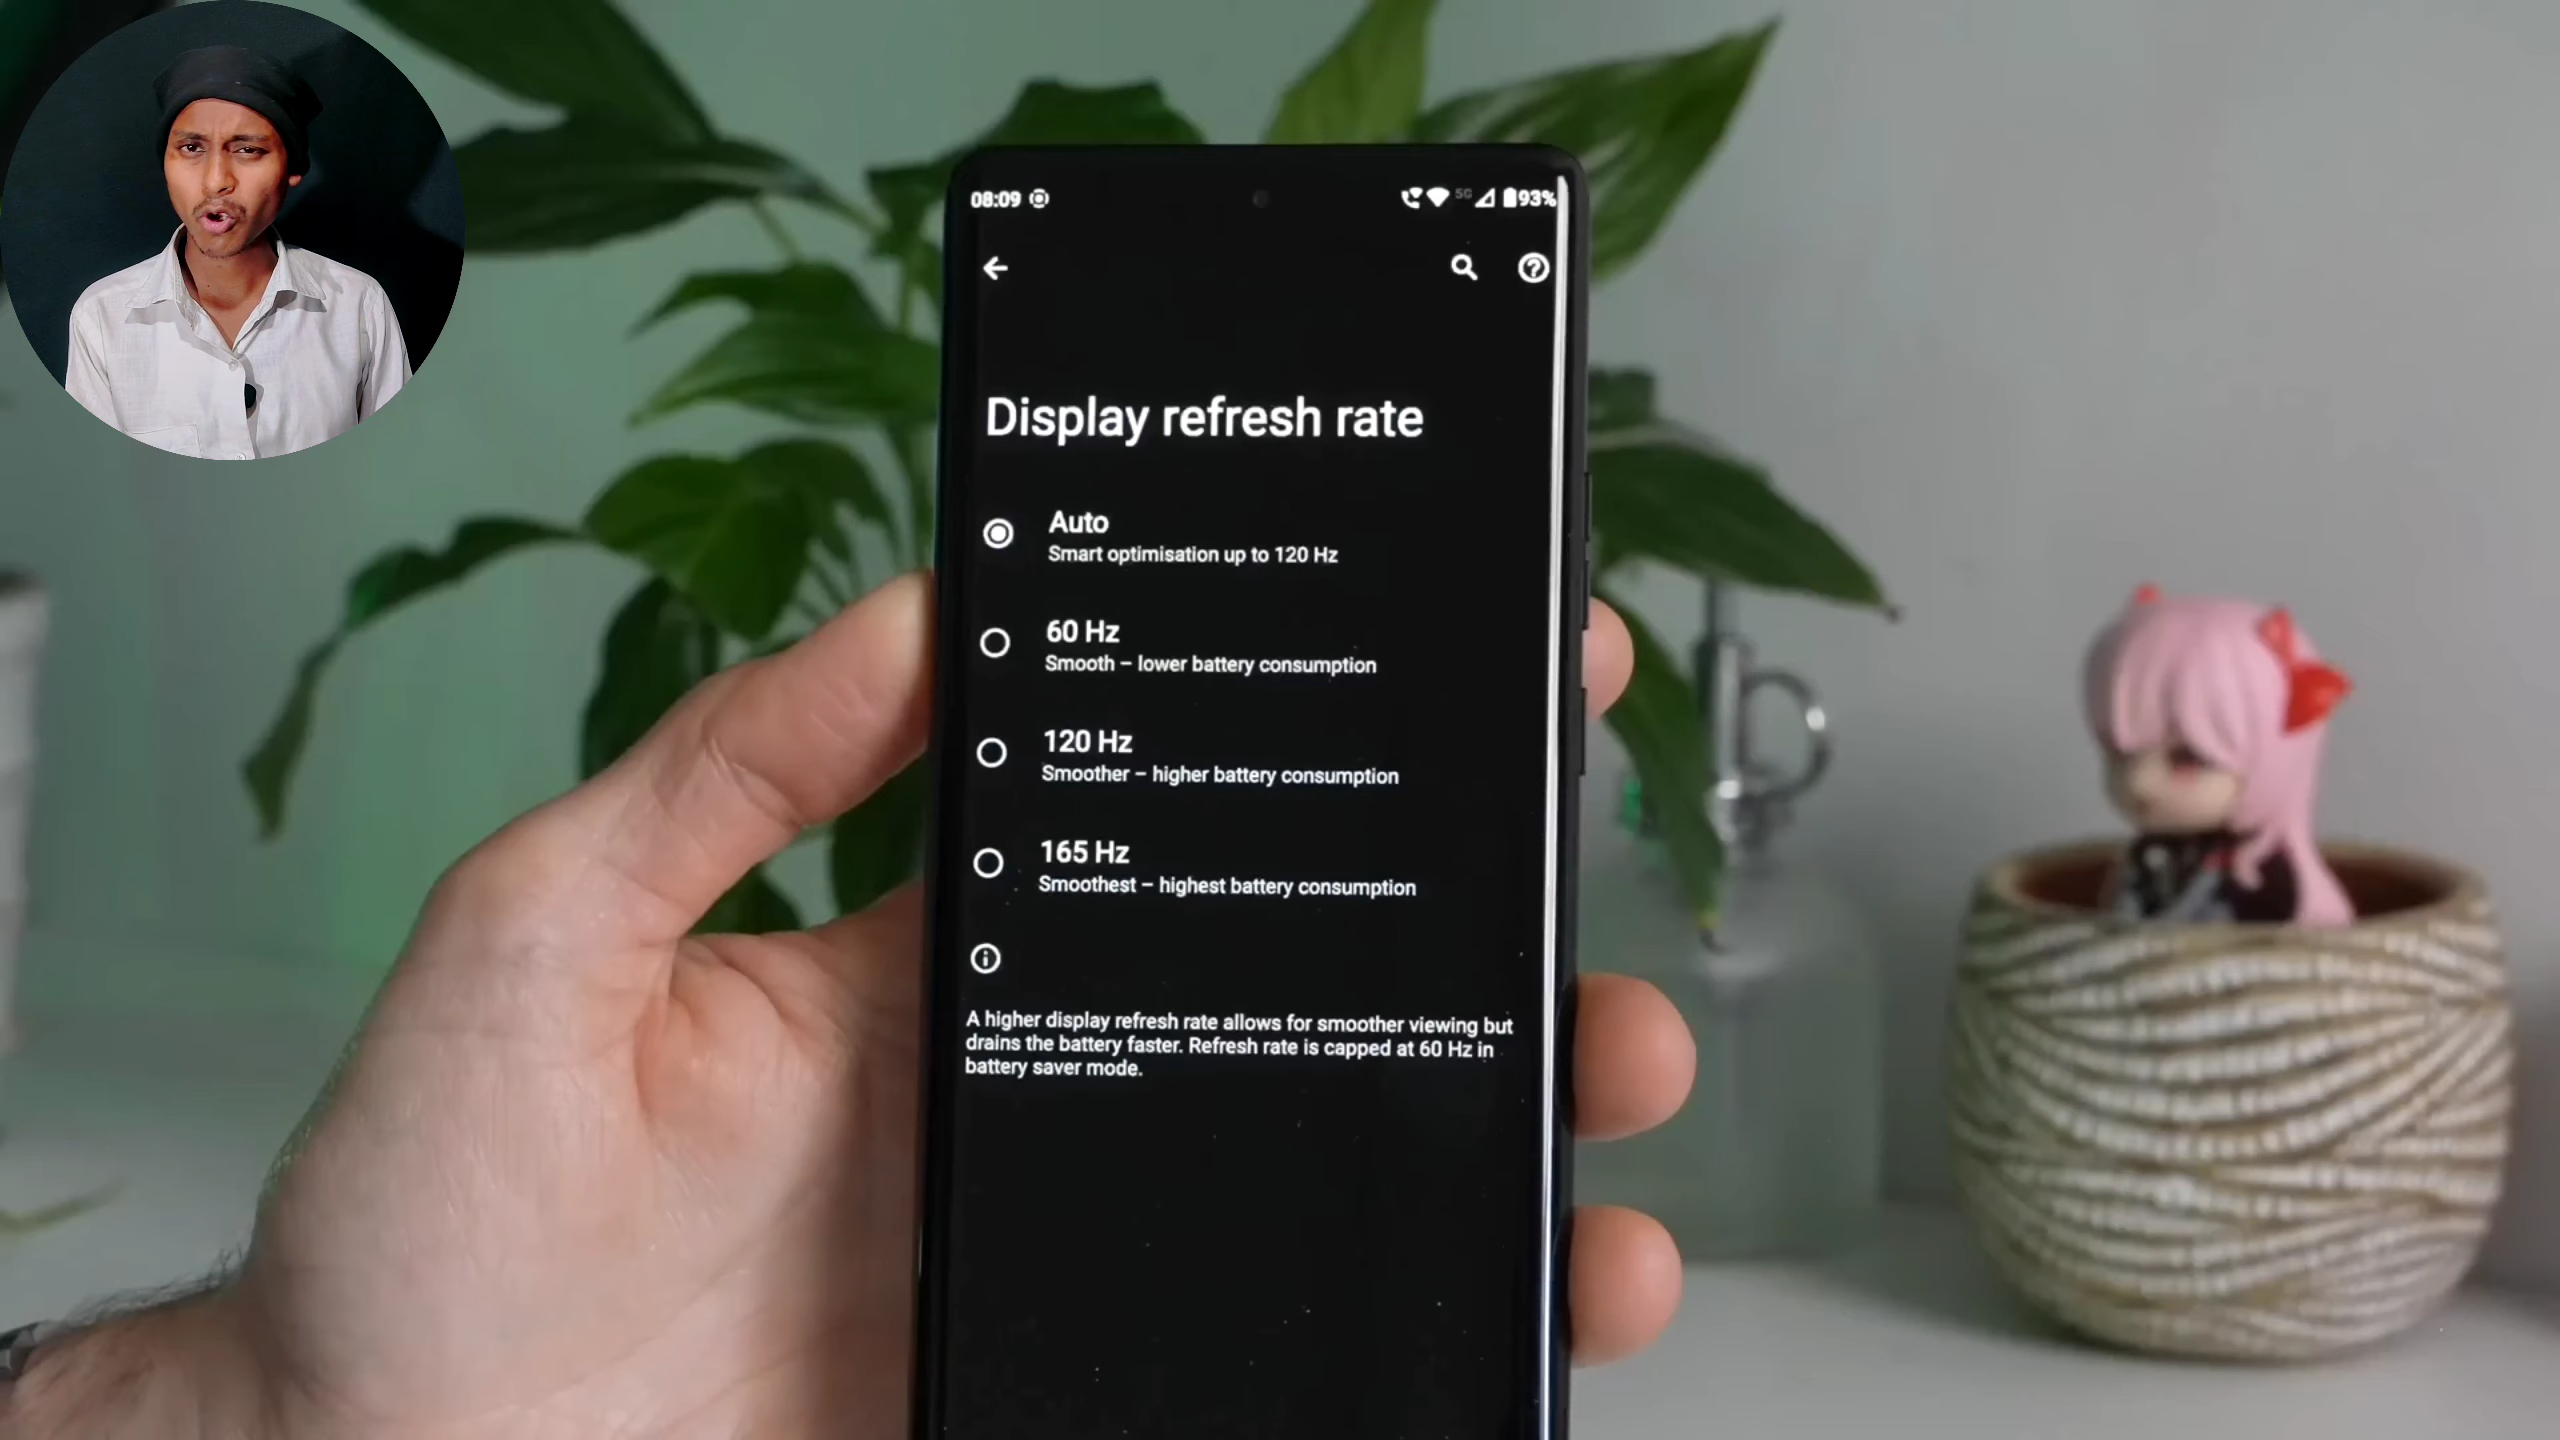 08:09
5G
93%
Display refresh rate
Auto
Smart optimisation up to 120 Hz
60 Hz
Smooth – lower battery consumption
120 Hz
Smoother – higher battery consumption
165 Hz
Smoothest – highest battery consumption
A higher display refresh rate allows for smoother viewing but
drains the battery faster. Refresh rate is capped at 60 Hz in
battery saver mode.